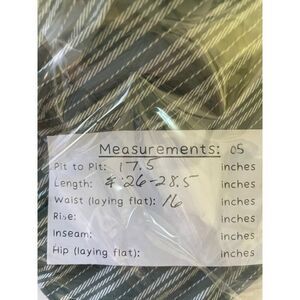 Measurements: 05
Pit to Pit: 17.5 inches
Length: 26-28.5 inches
Waist (laying flat): 16 inches
Rise: inches
Inseam: inches
Hip (laying flat): inches